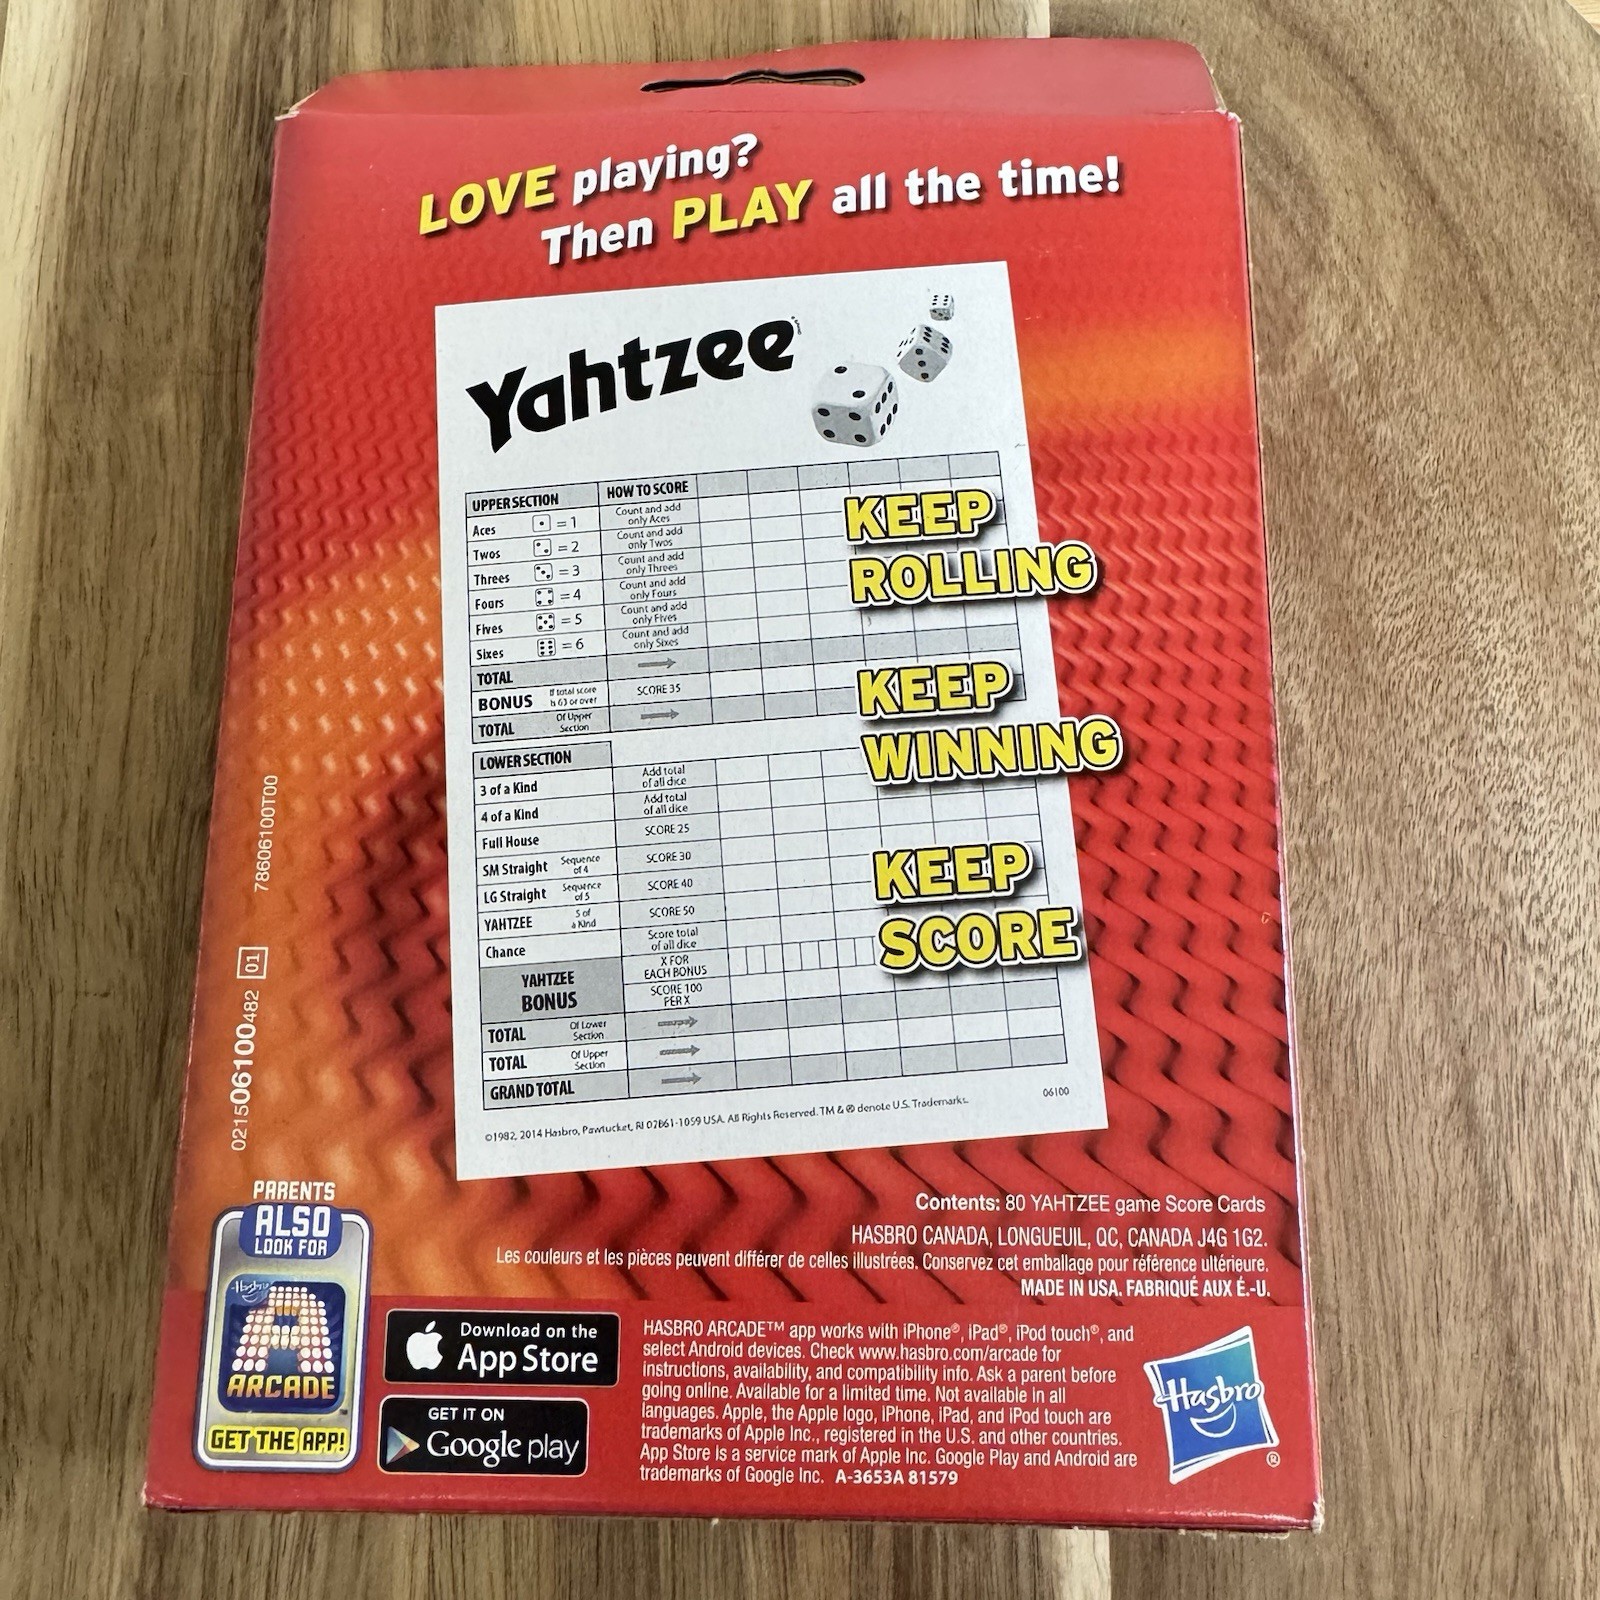 LOVE playing?
Then PLAY all the time!
Yahtzee
UPPER SECTION HOW TO SCORE
Aces = 1 Count and add only Aces
Twos = 2 Count and add only Twos
Threes = 3 Count and add only Threes
Fours = 4 Count and add only Fours
Fives = 5 Count and add only Fives
Sixes = 6 Count and add only Sixes
TOTAL
BONUS If total score is 63 or over SCORE 35
TOTAL Of Upper Section
LOWER SECTION
3 of a Kind Add total of all dice
4 of a Kind Add total of all dice
Full House SCORE 25
SM Straight Sequence of 4 SCORE 30
LG Straight Sequence of 5 SCORE 40
YAHTZEE 5 of a Kind SCORE 50
Chance Score total of all dice
YAHTZEE BONUS X FOR EACH BONUS
SCORE 100 PER X
TOTAL Of Lower Section
TOTAL Of Upper Section
GRAND TOTAL
©1982, 2014 Hasbro, Pawtucket, RI 02861-1059 USA. All Rights Reserved. TM & ® denote U.S. Trademarks.
06100
KEEP
ROLLING
KEEP
WINNING
KEEP
SCORE
78606100T00
021506100482 01
Contents: 80 YAHTZEE game Score Cards
HASBRO CANADA, LONGUEUIL, QC, CANADA J4G 1G2.
Les couleurs et les pièces peuvent différer de celles illustrées. Conservez cet emballage pour référence ultérieure.
MADE IN USA. FABRIQUÉ AUX É.-U.
PARENTS
ALSO
LOOK FOR
Hasbro
A
ARCADE
GET THE APP!
Download on the
App Store
GET IT ON
Google play
HASBRO ARCADE™ app works with iPhone®, iPad®, iPod touch®, and
select Android devices. Check www.hasbro.com/arcade for
instructions, availability, and compatibility info. Ask a parent before
going online. Available for a limited time. Not available in all
languages. Apple, the Apple logo, iPhone, iPad, and iPod touch are
trademarks of Apple Inc., registered in the U.S. and other countries.
App Store is a service mark of Apple Inc. Google Play and Android are
trademarks of Google Inc. A-3653A 81579
Hasbro ®